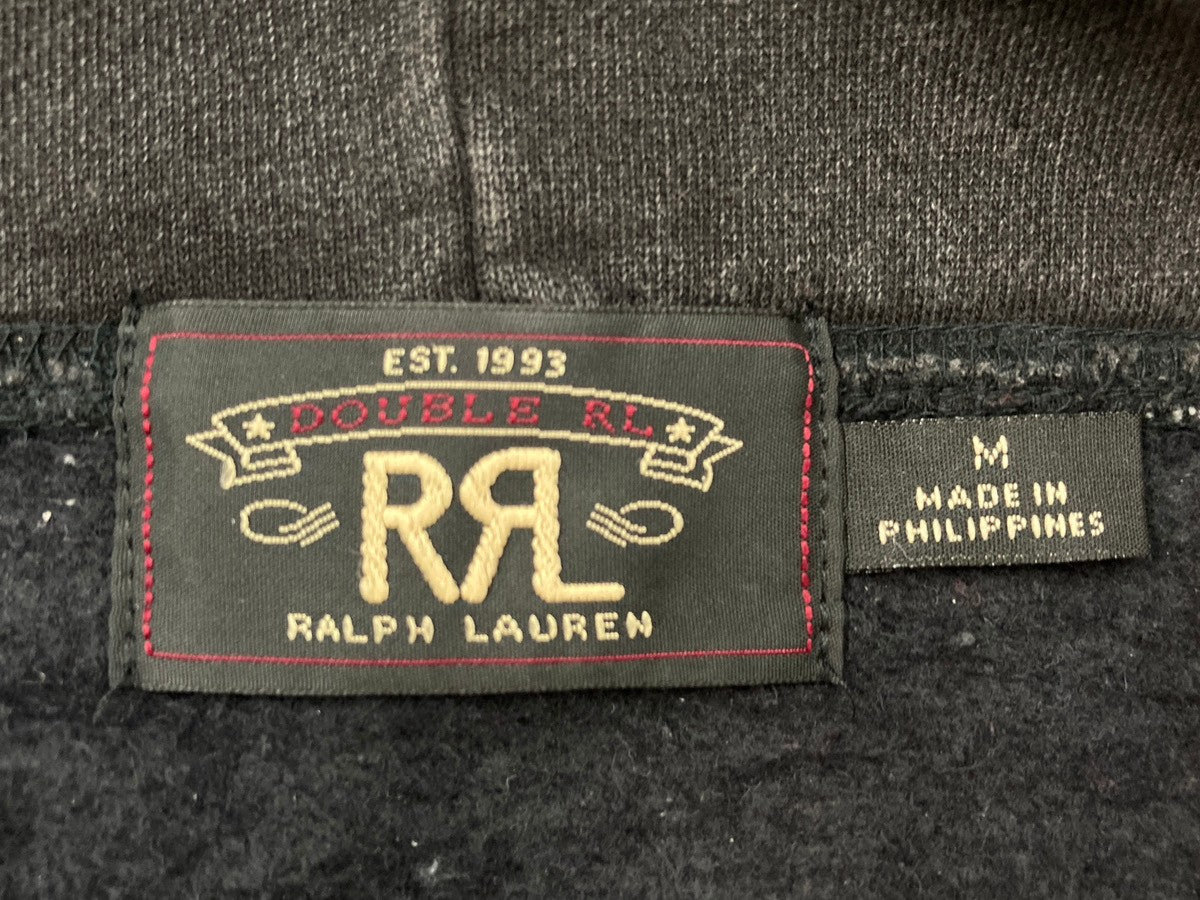 EST. 1993
DOUBLE RL
RRL
RALPH LAUREN
M
MADE IN
PHILIPPINES